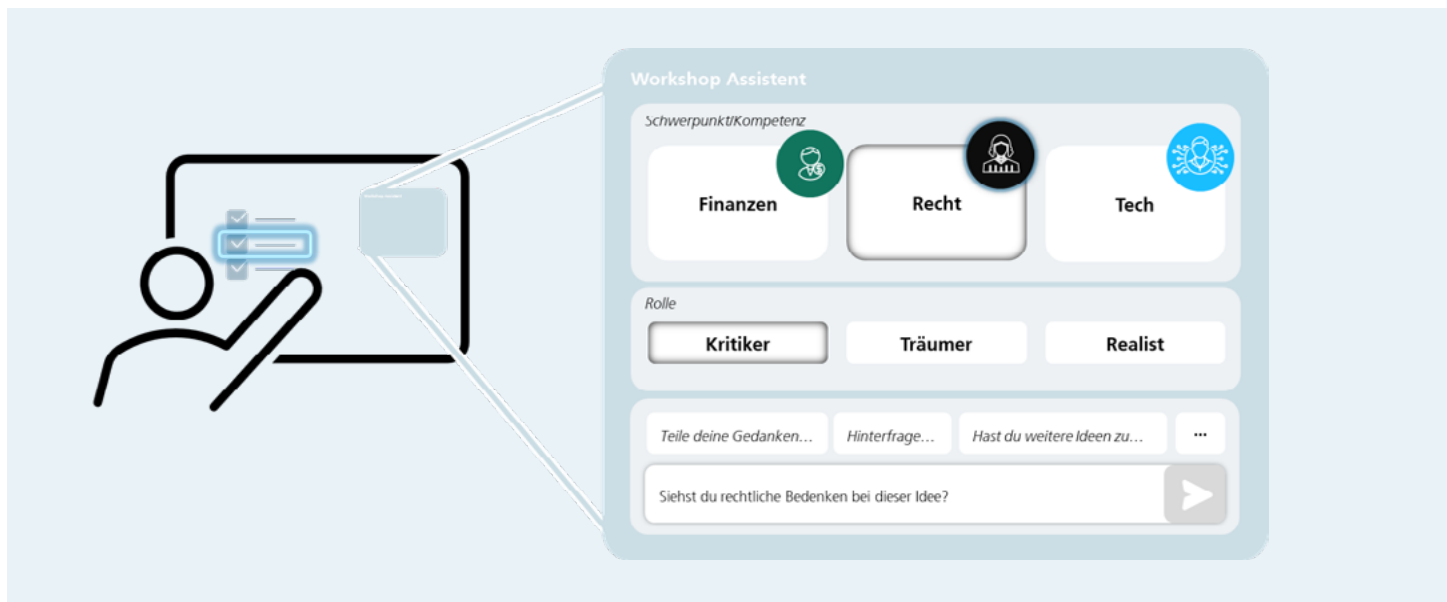 Workshop Assistent
Schwerpunkt/Kompetenz
Finanzen
Recht
Tech
Rolle
Kritiker
Träumer
Realist
Teile deine Gedanken...
Hinterfrage...
Hast du weitere Ideen zu...
...
Siehst du rechtliche Bedenken bei dieser Idee?